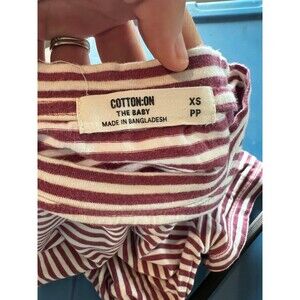 COTTON:ON
THE BABY
MADE IN BANGLADESH
XS
PP